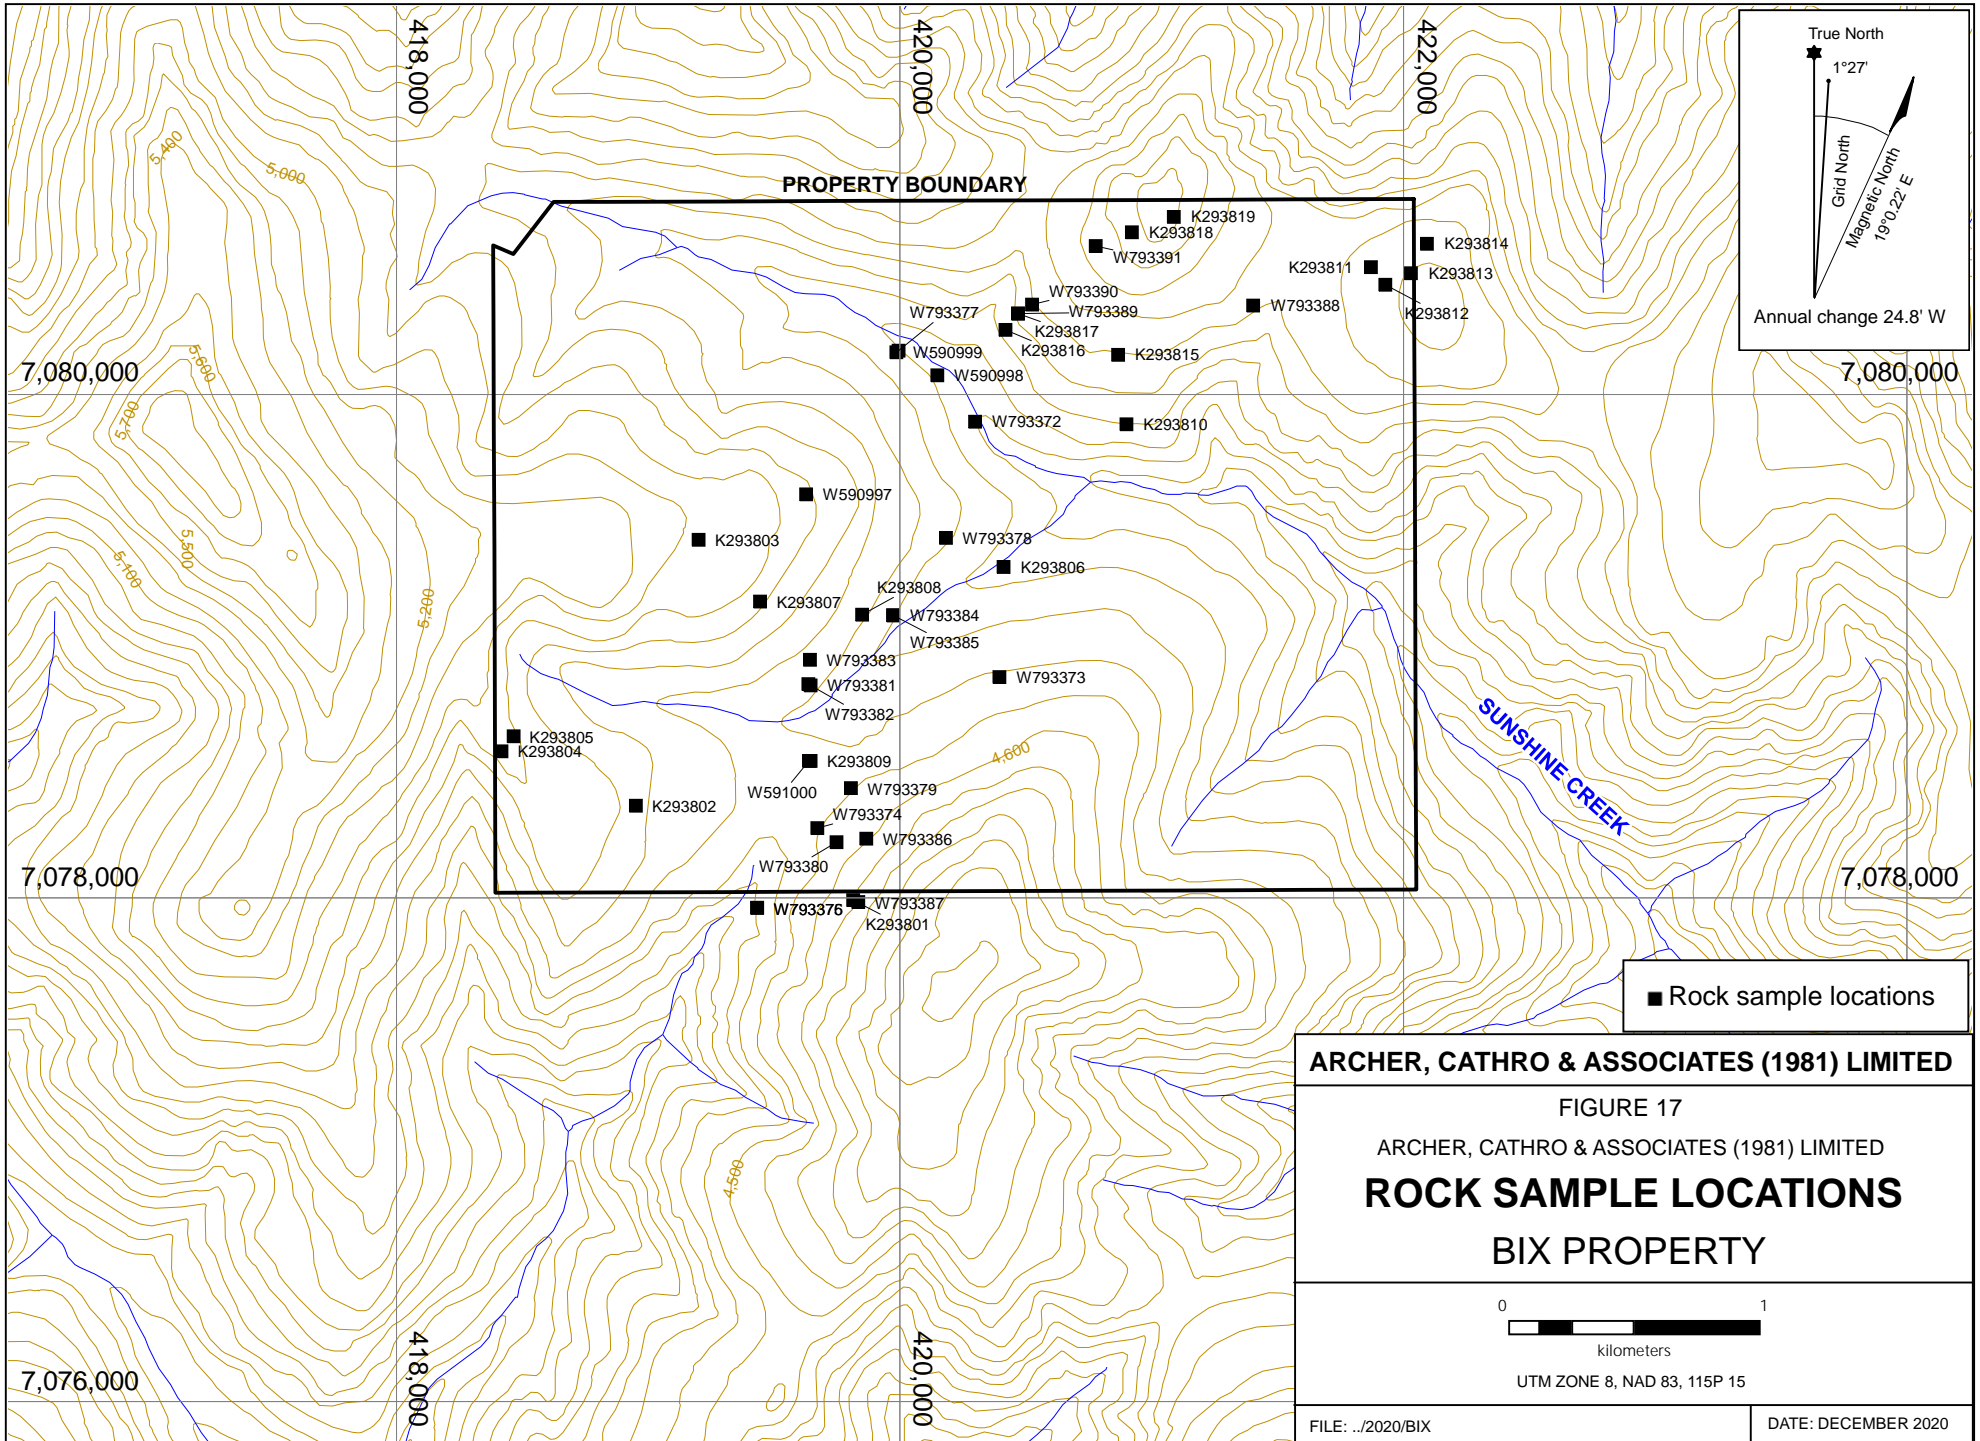 418,000
420,000
422,000
True North
1°27'
Grid North
Magnetic North
19°0.22' E
Annual change 24.8' W
5,400
5,000
PROPERTY BOUNDARY
K293819
K293818
W793391
K293814
K293811
K293813
K293812
W793390
W793389
W793388
W793377
K293817
K293816
W590999
K293815
W590998
5,600
7,080,000
7,080,000
5,700
W793372
K293810
W590997
5,500
5,100
K293803
W793378
K293806
5,200
K293808
K293807
W793384
W793385
W793383
W793373
W793381
W793382
SUNSHINE CREEK
K293805
K293804
4,600
K293809
W591000
W793379
K293802
W793374
W793386
W793380
7,078,000
7,078,000
W793376
W793387
K293801
Rock sample locations
ARCHER, CATHRO & ASSOCIATES (1981) LIMITED
FIGURE 17
ARCHER, CATHRO & ASSOCIATES (1981) LIMITED
ROCK SAMPLE LOCATIONS
BIX PROPERTY
4,500
0 1
kilometers
UTM ZONE 8, NAD 83, 115P 15
7,076,000
418,000
420,000
FILE: ../2020/BIX
DATE: DECEMBER 2020